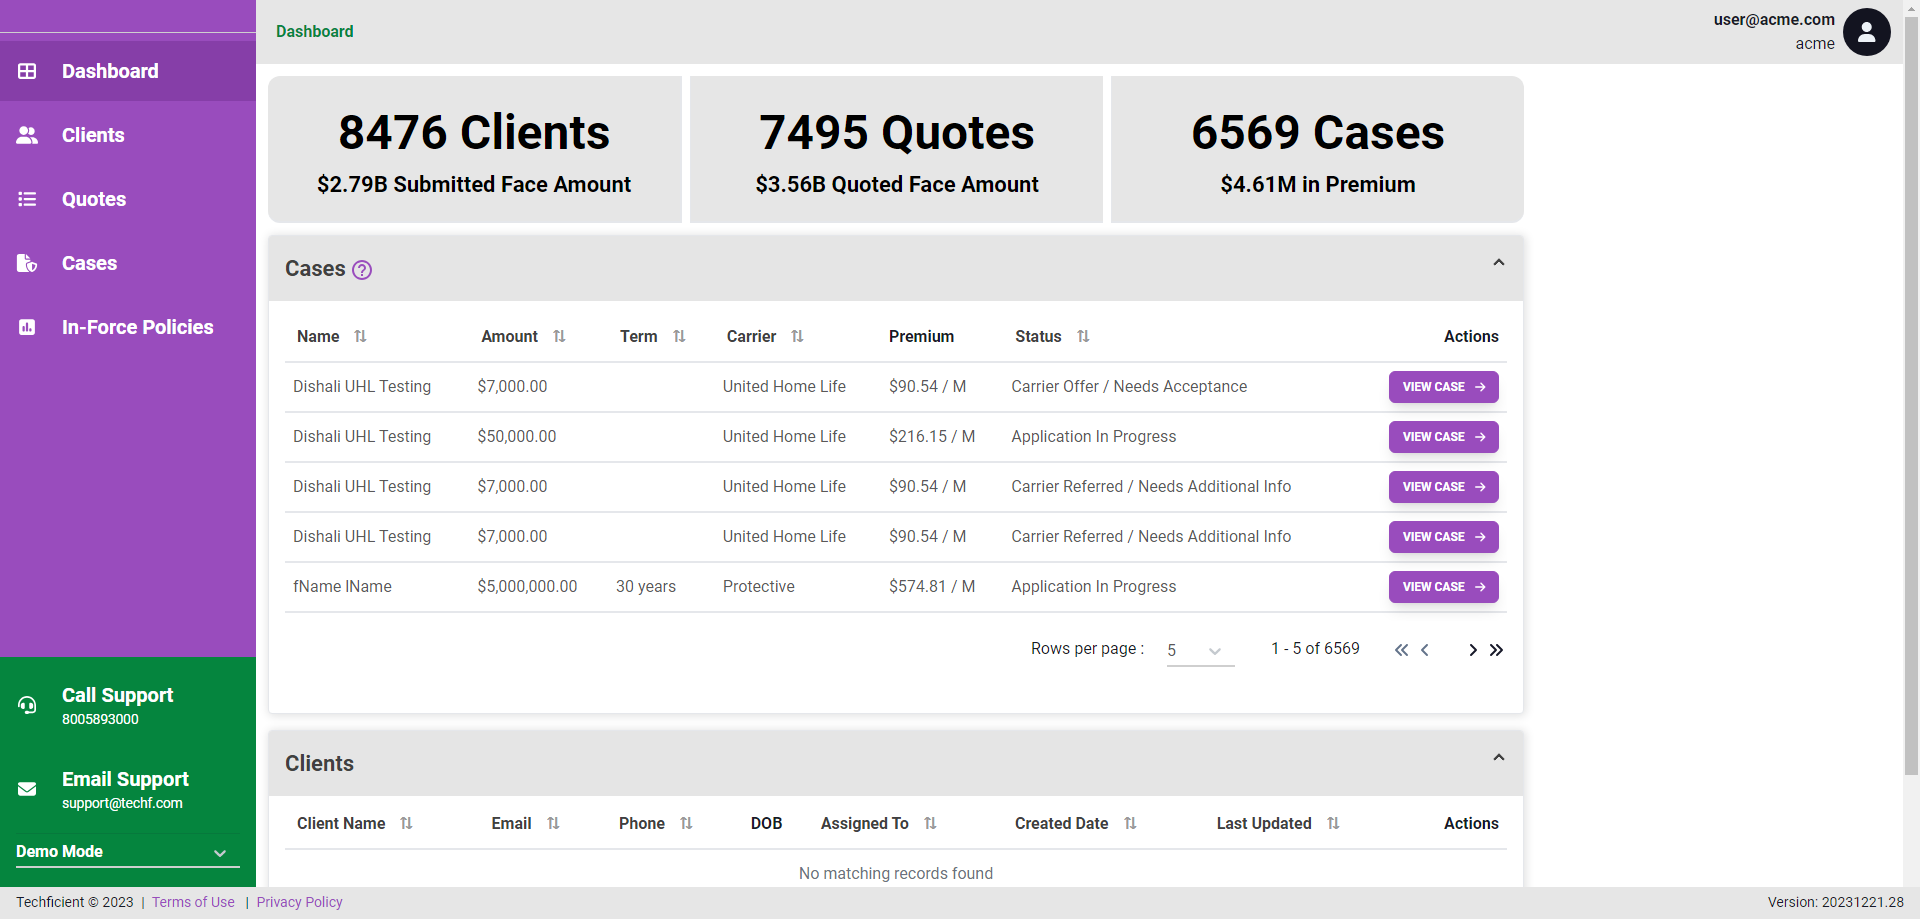 Dashboard
user@acme.com
acme
Dashboard
Clients
Quotes
Cases
In-Force Policies
Call Support
8005893000
Email Support
support@techf.com
Demo Mode
8476 Clients
$2.79B Submitted Face Amount
7495 Quotes
$3.56B Quoted Face Amount
6569 Cases
$4.61M in Premium
Cases ?
Name Amount Term Carrier Premium Status Actions
Dishali UHL Testing $7,000.00 United Home Life $90.54 / M Carrier Offer / Needs Acceptance VIEW CASE
Dishali UHL Testing $50,000.00 United Home Life $216.15 / M Application In Progress VIEW CASE
Dishali UHL Testing $7,000.00 United Home Life $90.54 / M Carrier Referred / Needs Additional Info VIEW CASE
Dishali UHL Testing $7,000.00 United Home Life $90.54 / M Carrier Referred / Needs Additional Info VIEW CASE
fName lName $5,000,000.00 30 years Protective $574.81 / M Application In Progress VIEW CASE
Rows per page : 5 1 - 5 of 6569
Clients
Client Name Email Phone DOB Assigned To Created Date Last Updated Actions
No matching records found
Techficient © 2023 | Terms of Use | Privacy Policy
Version: 20231221.28